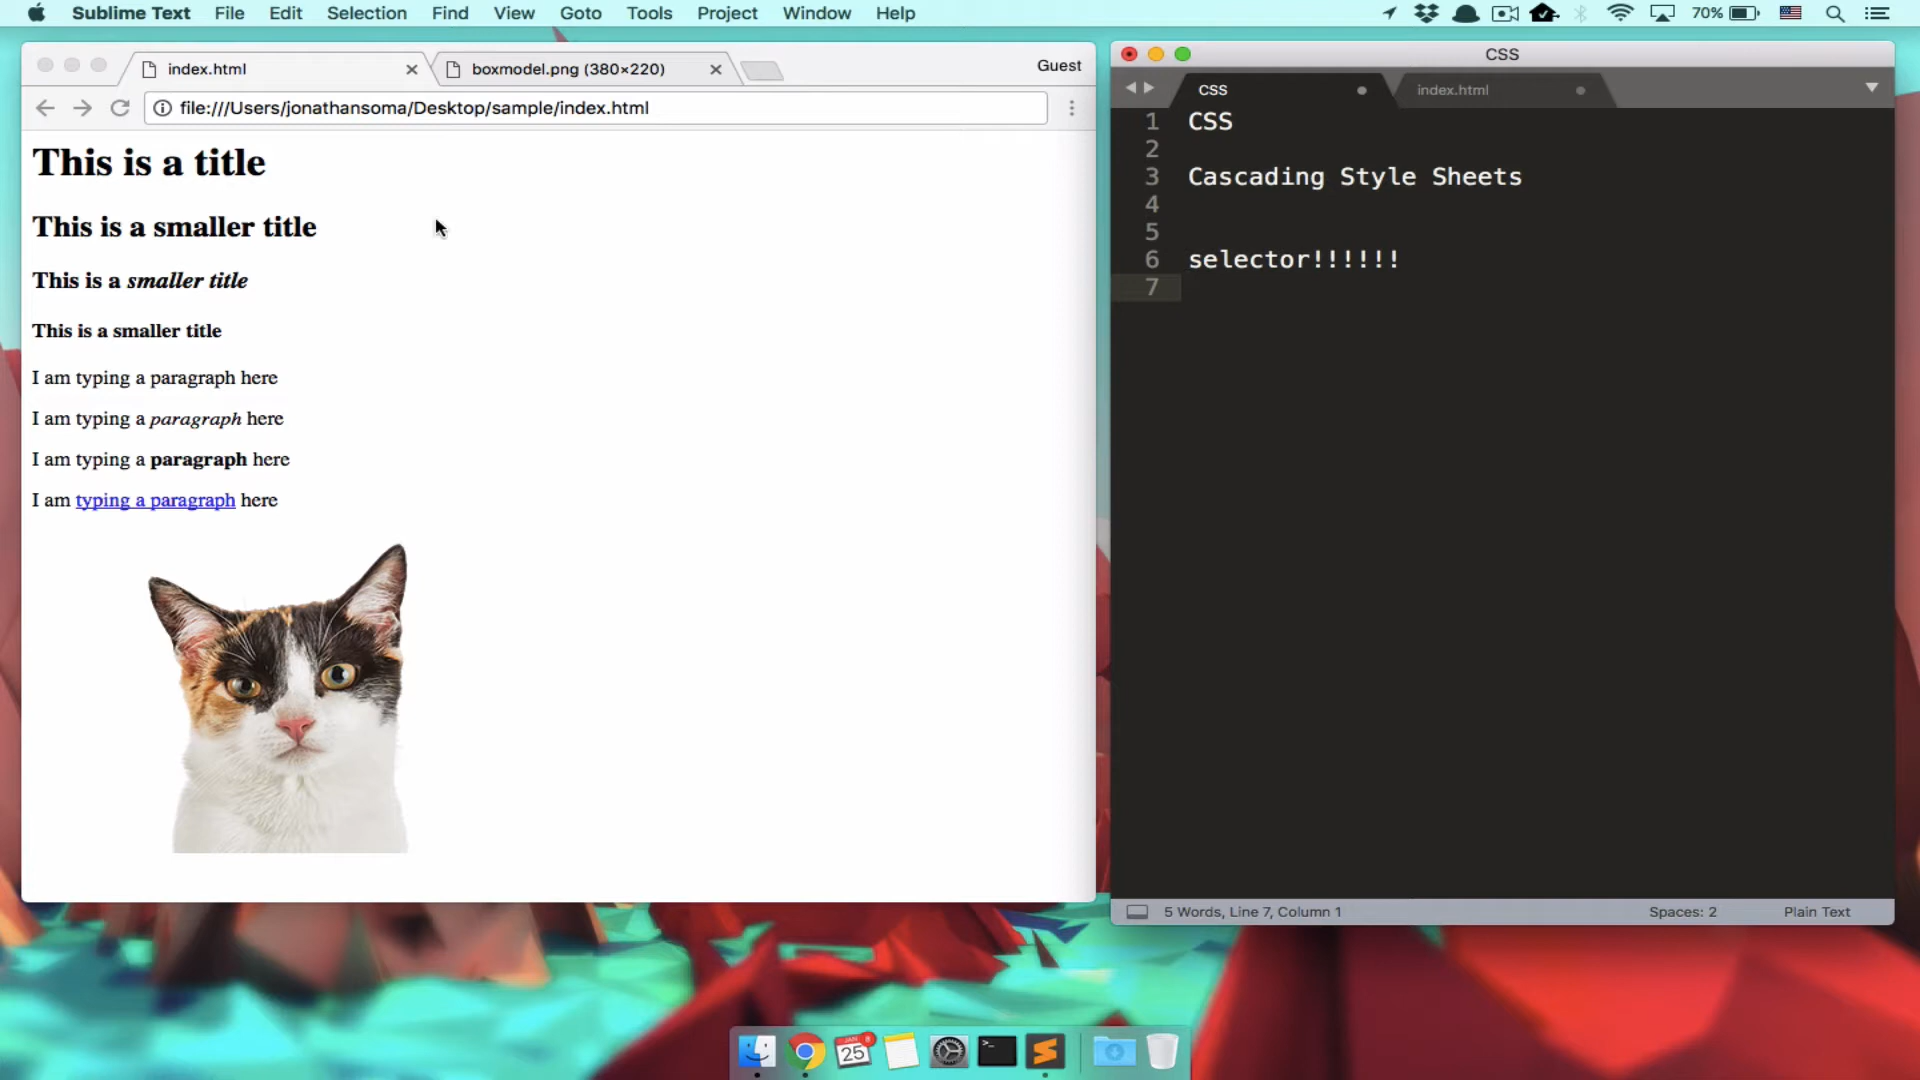 Sublime Text File Edit Selection Find View Goto Tools Project Window Help 70%
index.html boxmodel.png (380×220) Guest
file:///Users/jonathansoma/Desktop/sample/index.html
This is a title
This is a smaller title
This is a smaller title
This is a smaller title
I am typing a paragraph here
I am typing a paragraph here
I am typing a paragraph here
I am typing a paragraph here
CSS
CSS index.html
1 CSS
2
3 Cascading Style Sheets
4
5
6 selector!!!!!!
7
5 Words, Line 7, Column 1 Spaces: 2 Plain Text
JAN 8
25